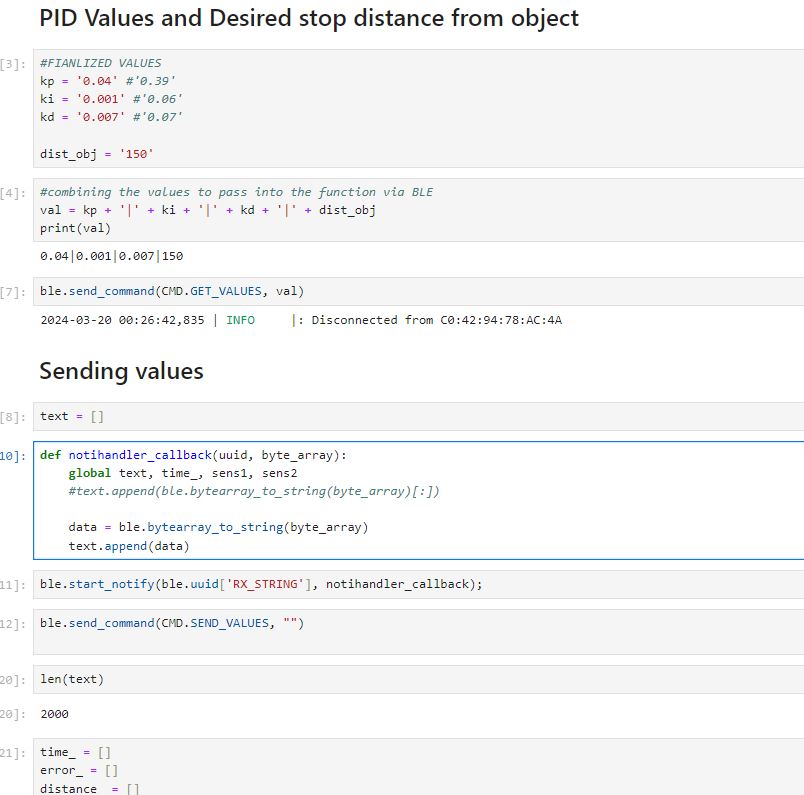 PID Values and Desired stop distance from object
[3]:
#FIANLIZED VALUES
kp = '0.04' #'0.39'
ki = '0.001' #'0.06'
kd = '0.007' #'0.07'
dist_obj = '150'
[4]:
#combining the values to pass into the function via BLE
val = kp + '|' + ki + '|' + kd + '|' + dist_obj
print(val)
0.04|0.001|0.007|150
[7]:
ble.send_command(CMD.GET_VALUES, val)
2024-03-20 00:26:42,835 | INFO     |: Disconnected from C0:42:94:78:AC:4A
Sending values
[8]:
text = []
10]:
def notihandler_callback(uuid, byte_array):
    global text, time_, sens1, sens2
    #text.append(ble.bytearray_to_string(byte_array)[:])
    data = ble.bytearray_to_string(byte_array)
    text.append(data)
11]:
ble.start_notify(ble.uuid['RX_STRING'], notihandler_callback);
12]:
ble.send_command(CMD.SEND_VALUES, "")
20]:
len(text)
20]:
2000
21]:
time_ = []
error_ = []
distance_ = []